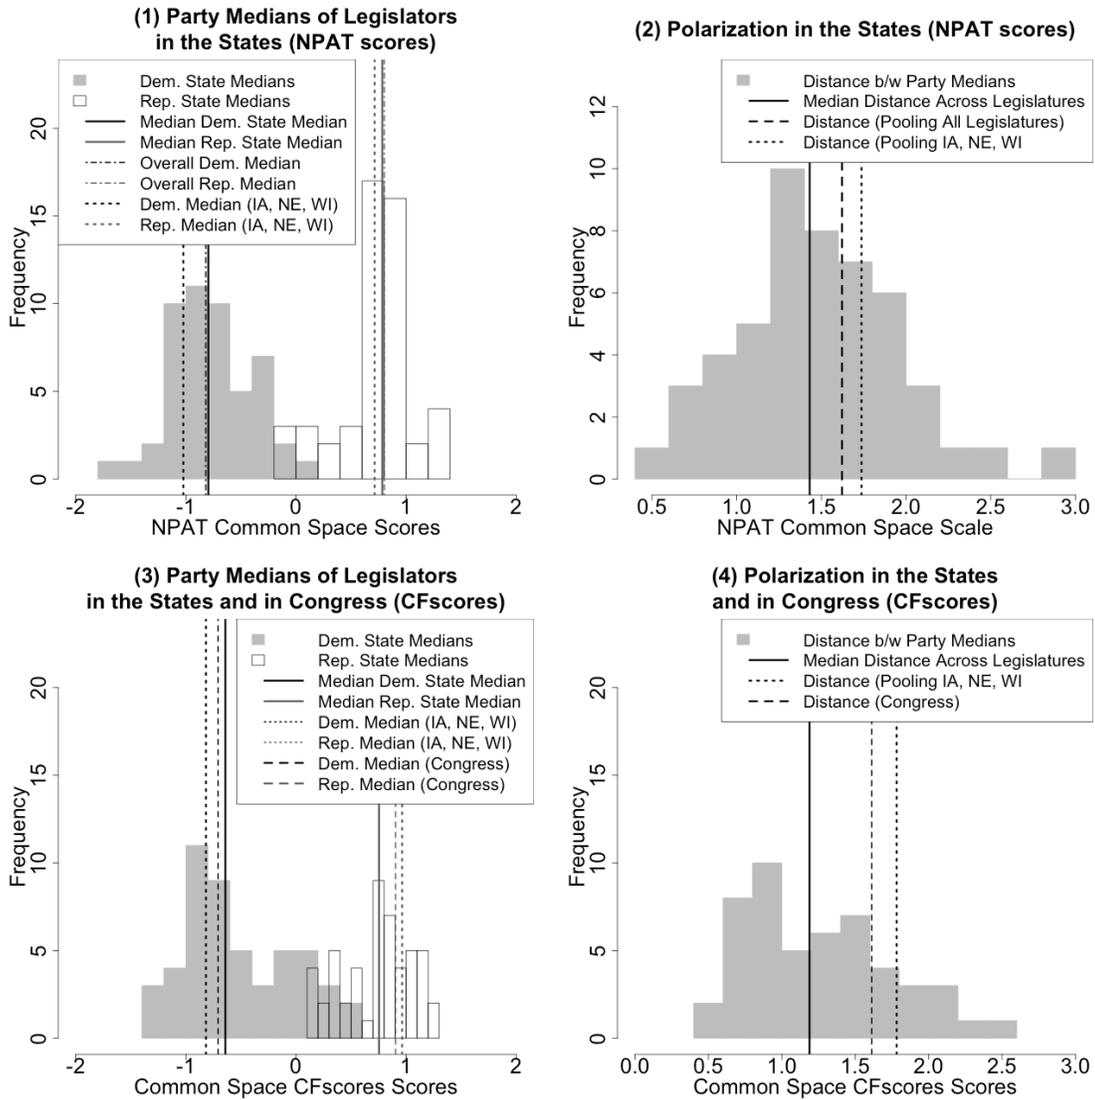 (1) Party Medians of Legislators
in the States (NPAT scores)
Dem. State Medians
Rep. State Medians
Median Dem. State Median
Median Rep. State Median
Overall Dem. Median
Overall Rep. Median
Dem. Median (IA, NE, WI)
Rep. Median (IA, NE, WI)
Frequency
0
5
10
15
20
-2
-1
0
1
2
NPAT Common Space Scores
(2) Polarization in the States (NPAT scores)
Distance b/w Party Medians
Median Distance Across Legislatures
Distance (Pooling All Legislatures)
Distance (Pooling IA, NE, WI
Frequency
0
2
4
6
8
10
12
0.5
1.0
1.5
2.0
2.5
3.0
NPAT Common Space Scale
(3) Party Medians of Legislators
in the States and in Congress (CFscores)
Dem. State Medians
Rep. State Medians
Median Dem. State Median
Median Rep. State Median
Dem. Median (IA, NE, WI)
Rep. Median (IA, NE, WI)
Dem. Median (Congress)
Rep. Median (Congress)
Frequency
0
5
10
15
20
-2
-1
0
1
2
Common Space CFscores Scores
(4) Polarization in the States
and in Congress (CFscores)
Distance b/w Party Medians
Median Distance Across Legislatures
Distance (Pooling IA, NE, WI
Distance (Congress)
Frequency
0
5
10
15
20
0.0
0.5
1.0
1.5
2.0
2.5
3.0
Common Space CFscores Scores